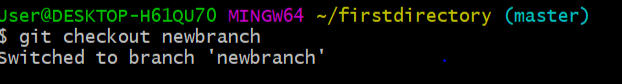 User@DESKTOP-H61QU70 MINGW64 ~/firstdirectory (master)
$ git checkout newbranch
Switched to branch 'newbranch'